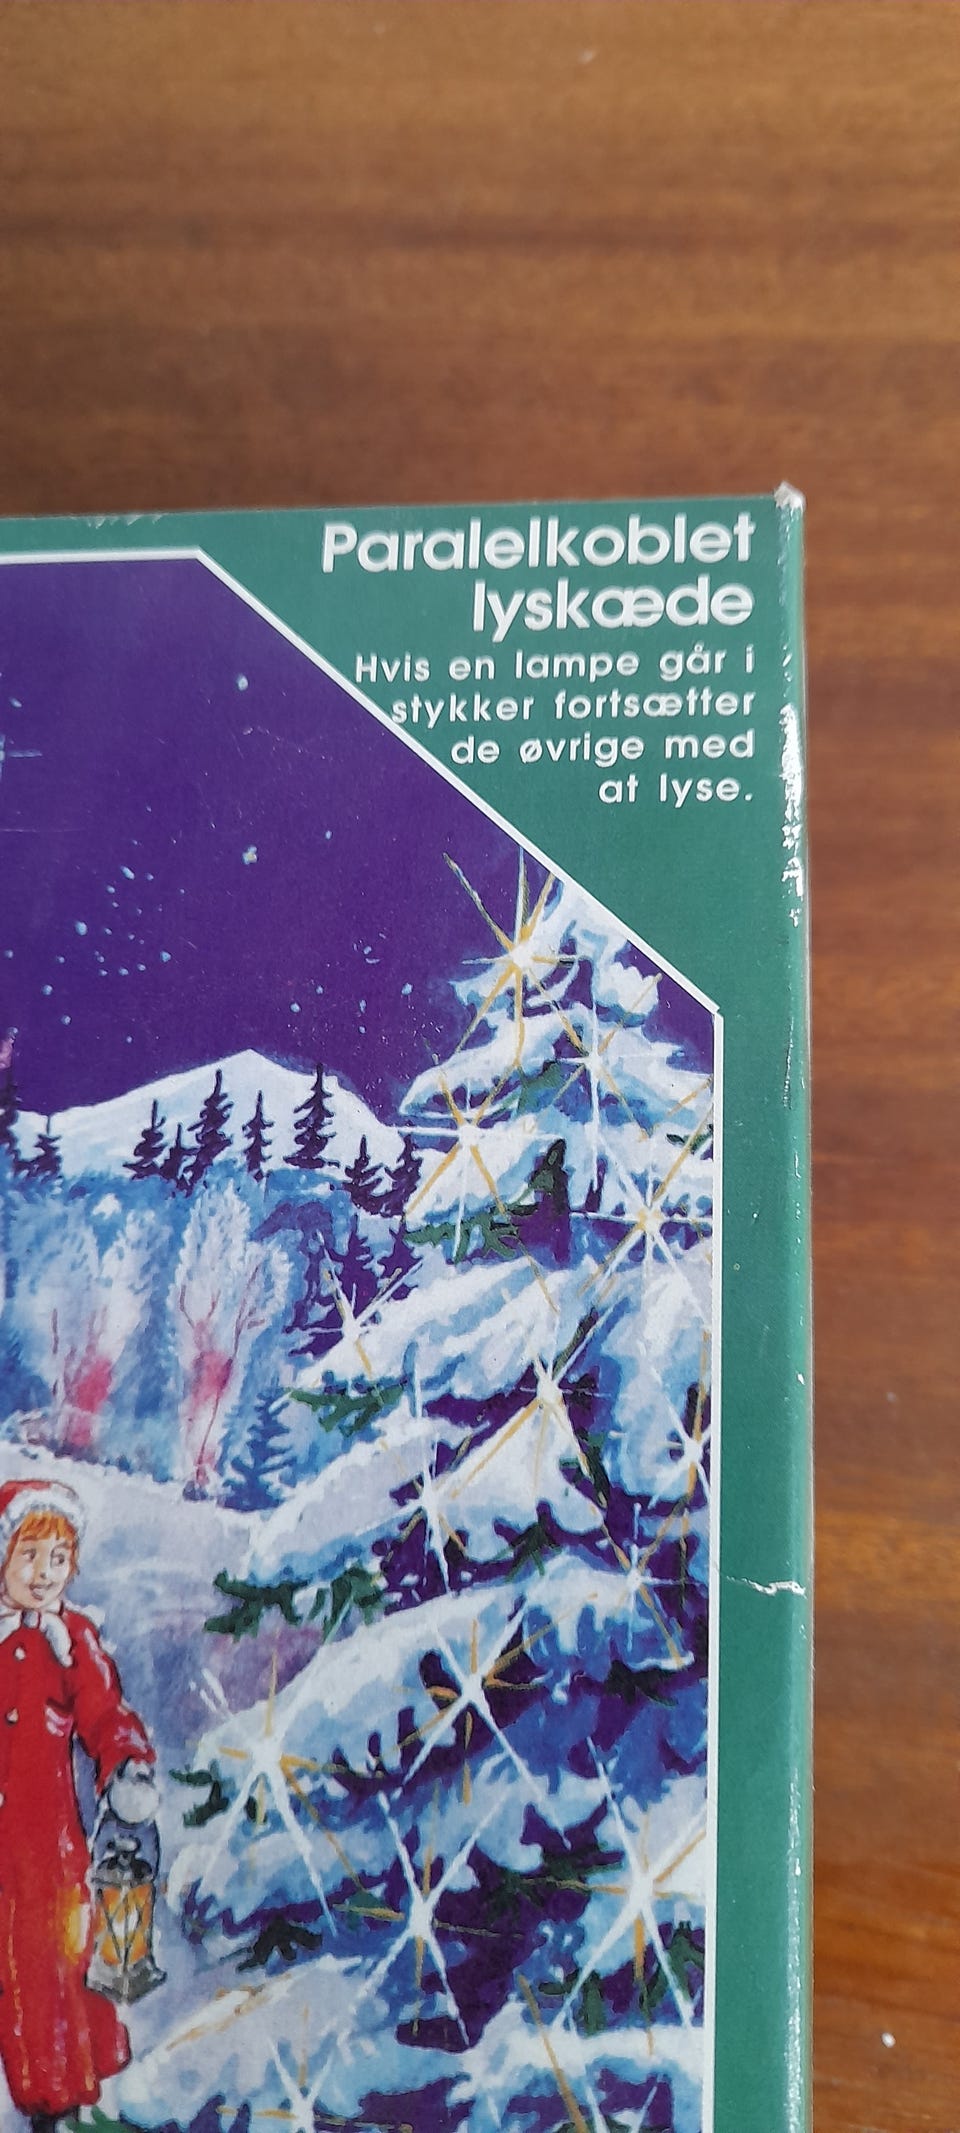 Paralelkoblet
lyskæde
Hvis en lampe går i
stykker fortsætter
de øvrige med
at lyse.